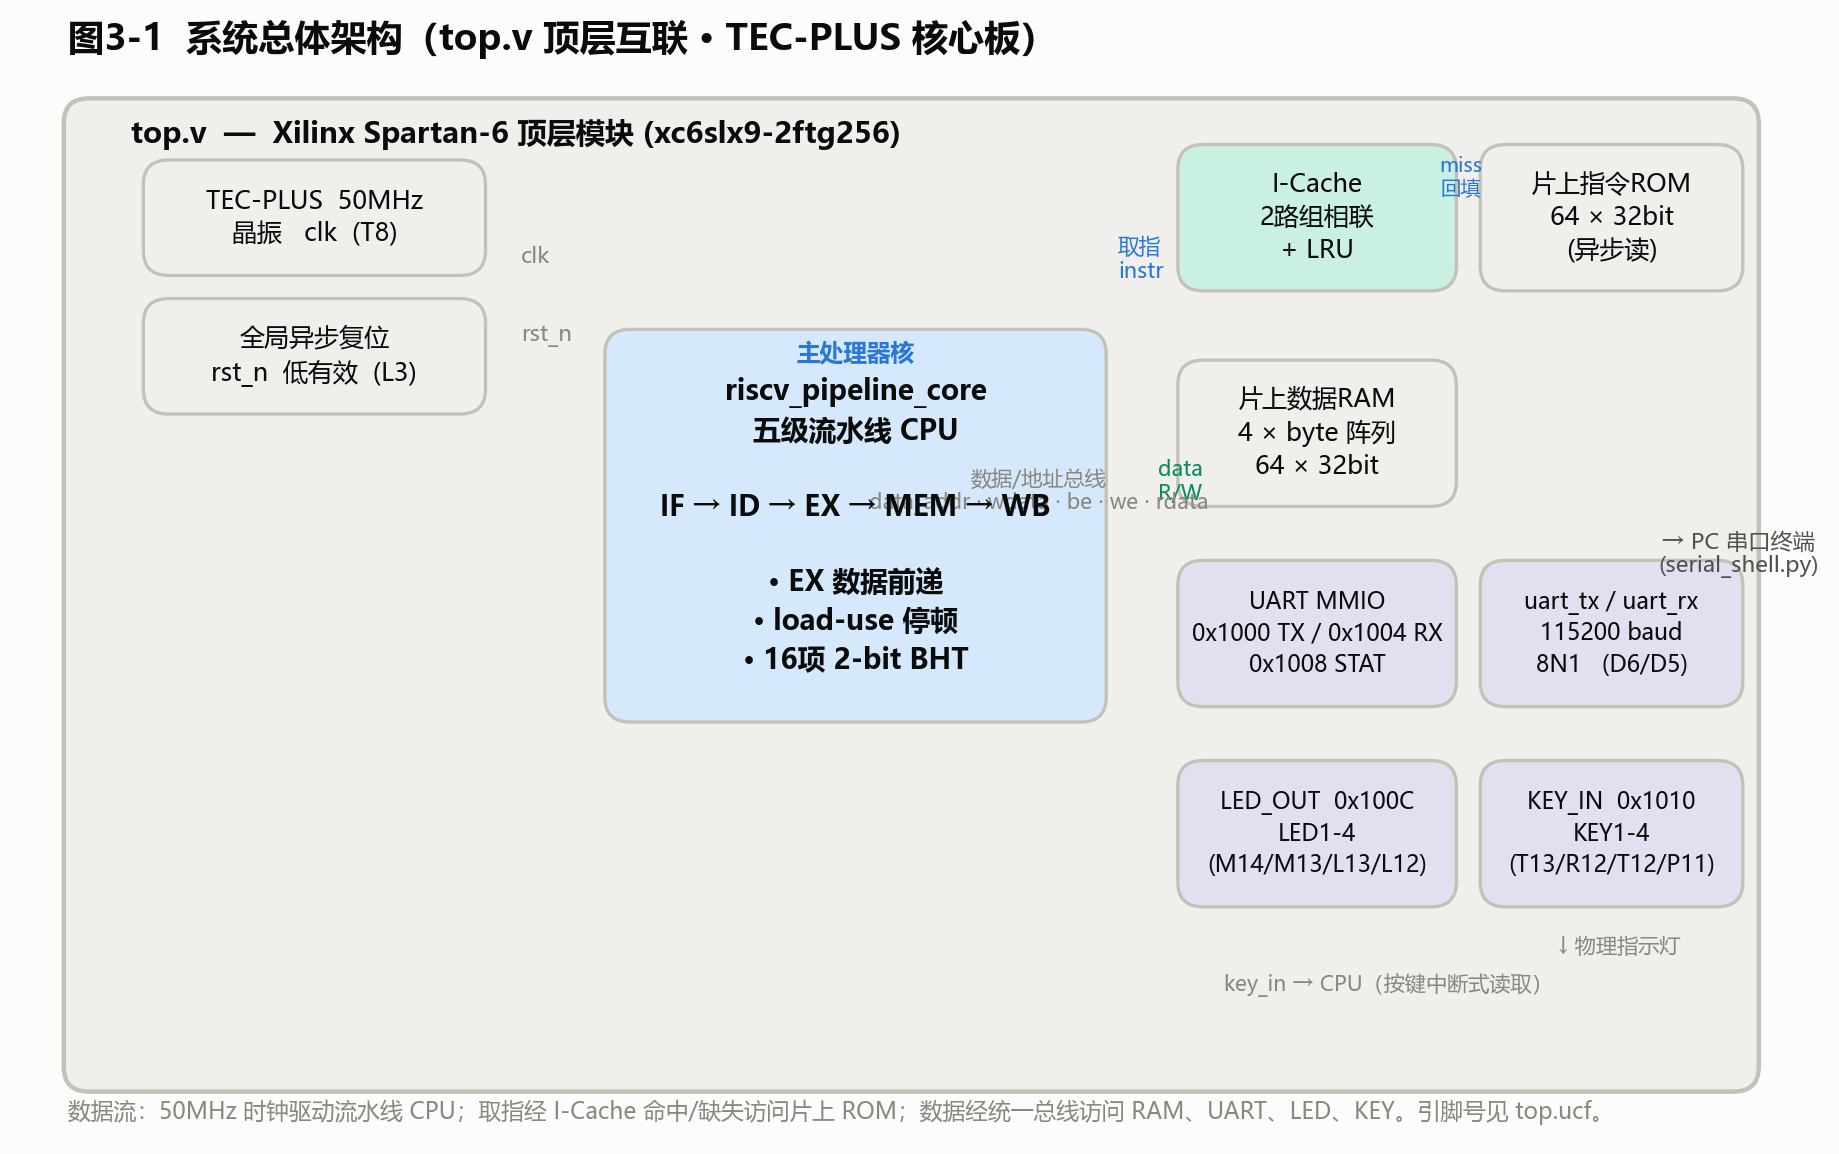 图3-1 系统总体架构（top.v 顶层互联 • TEC-PLUS 核心板）
top.v — Xilinx Spartan-6 顶层模块 (xc6slx9-2ftg256)
TEC-PLUS 50MHz
晶振 clk (T8)
clk
全局异步复位
rst_n 低有效 (L3)
rst_n
主处理器核
riscv_pipeline_core
五级流水线 CPU
IF → ID → EX → MEM → WB
• EX 数据前递
• load-use 停顿
• 16项 2-bit BHT
数据/地址总线
data_addr · wdata · be · we · rdata
取指
instr
I-Cache
2路组相联
+ LRU
miss
回填
片上指令ROM
64 × 32bit
(异步读)
片上数据RAM
4 × byte 阵列
64 × 32bit
data
R/W
→ PC 串口终端
(serial_shell.py)
UART MMIO
0x1000 TX / 0x1004 RX
0x1008 STAT
uart_tx / uart_rx
115200 baud
8N1 (D6/D5)
LED_OUT 0x100C
LED1-4
(M14/M13/L13/L12)
KEY_IN 0x1010
KEY1-4
(T13/R12/T12/P11)
↓ 物理指示灯
key_in → CPU（按键中断式读取）
数据流：50MHz 时钟驱动流水线 CPU；取指经 I-Cache 命中/缺失访问片上 ROM；数据经统一总线访问 RAM、UART、LED、KEY。引脚号见 top.ucf。